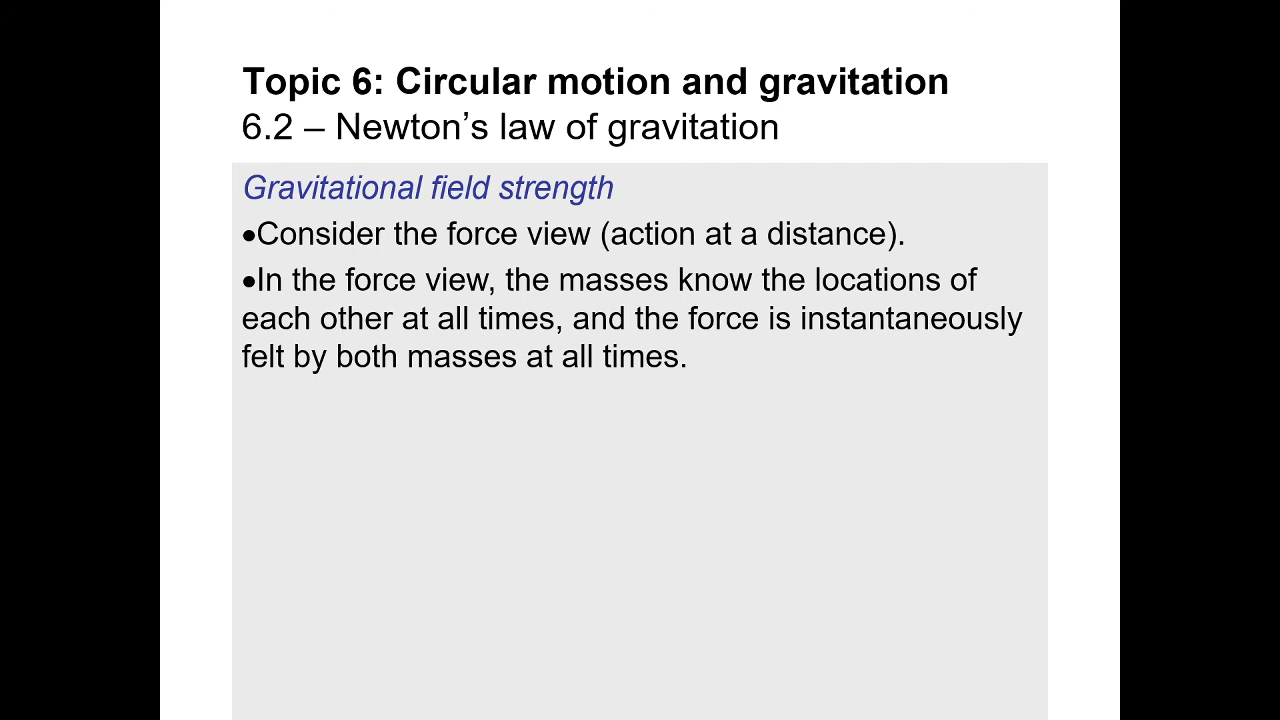 Topic 6: Circular motion and gravitation
6.2 – Newton’s law of gravitation
Gravitational field strength
•Consider the force view (action at a distance).
•In the force view, the masses know the locations of
each other at all times, and the force is instantaneously
felt by both masses at all times.